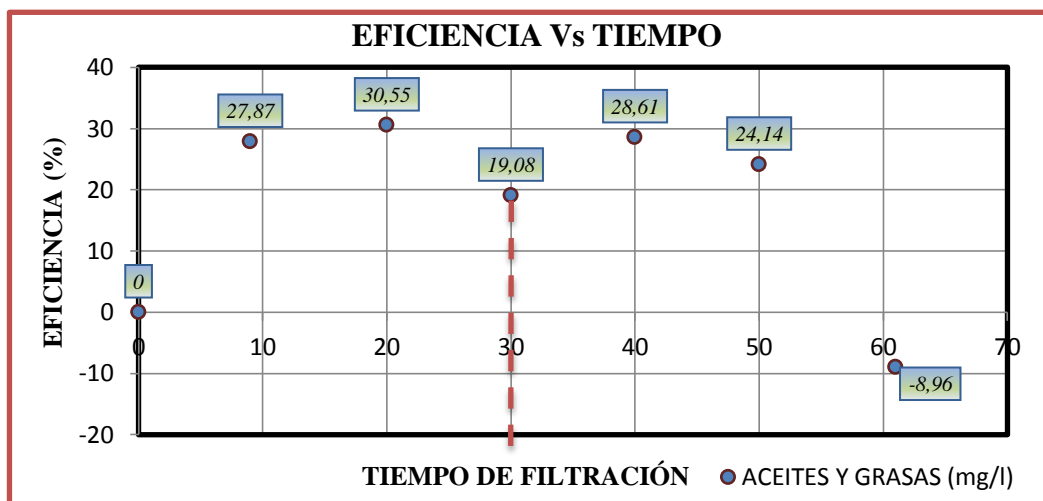 EFICIENCIA Vs TIEMPO
EFICIENCIA (%)
40
30
20
10
0
-10
-20
0
27,87
30,55
19,08
28,61
24,14
-8,96
0 10 20 30 40 50 60 70
TIEMPO DE FILTRACIÓN
ACEITES Y GRASAS (mg/l)